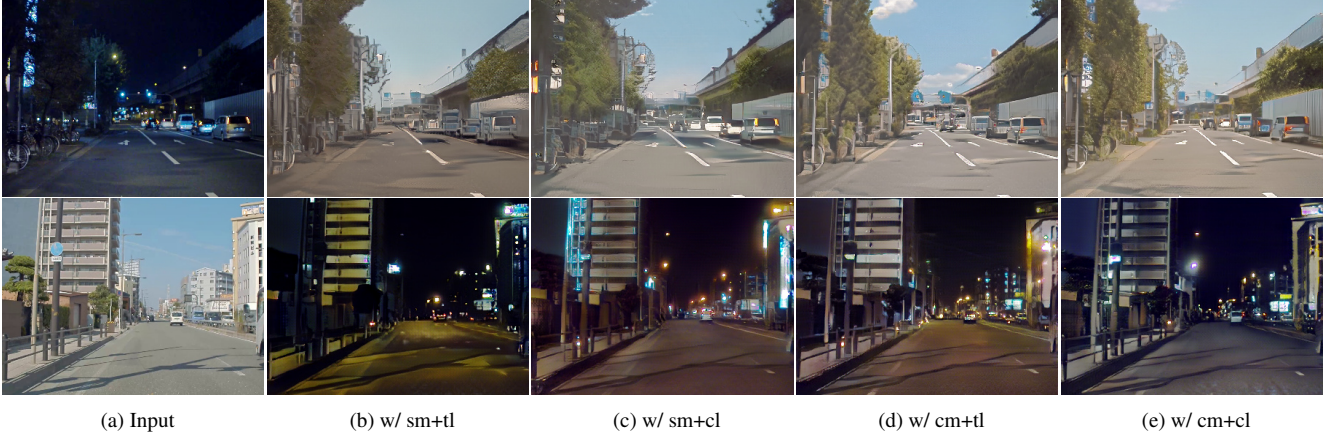 (a) Input
(b) w/ sm+tl
(c) w/ sm+cl
(d) w/ cm+tl
(e) w/ cm+cl